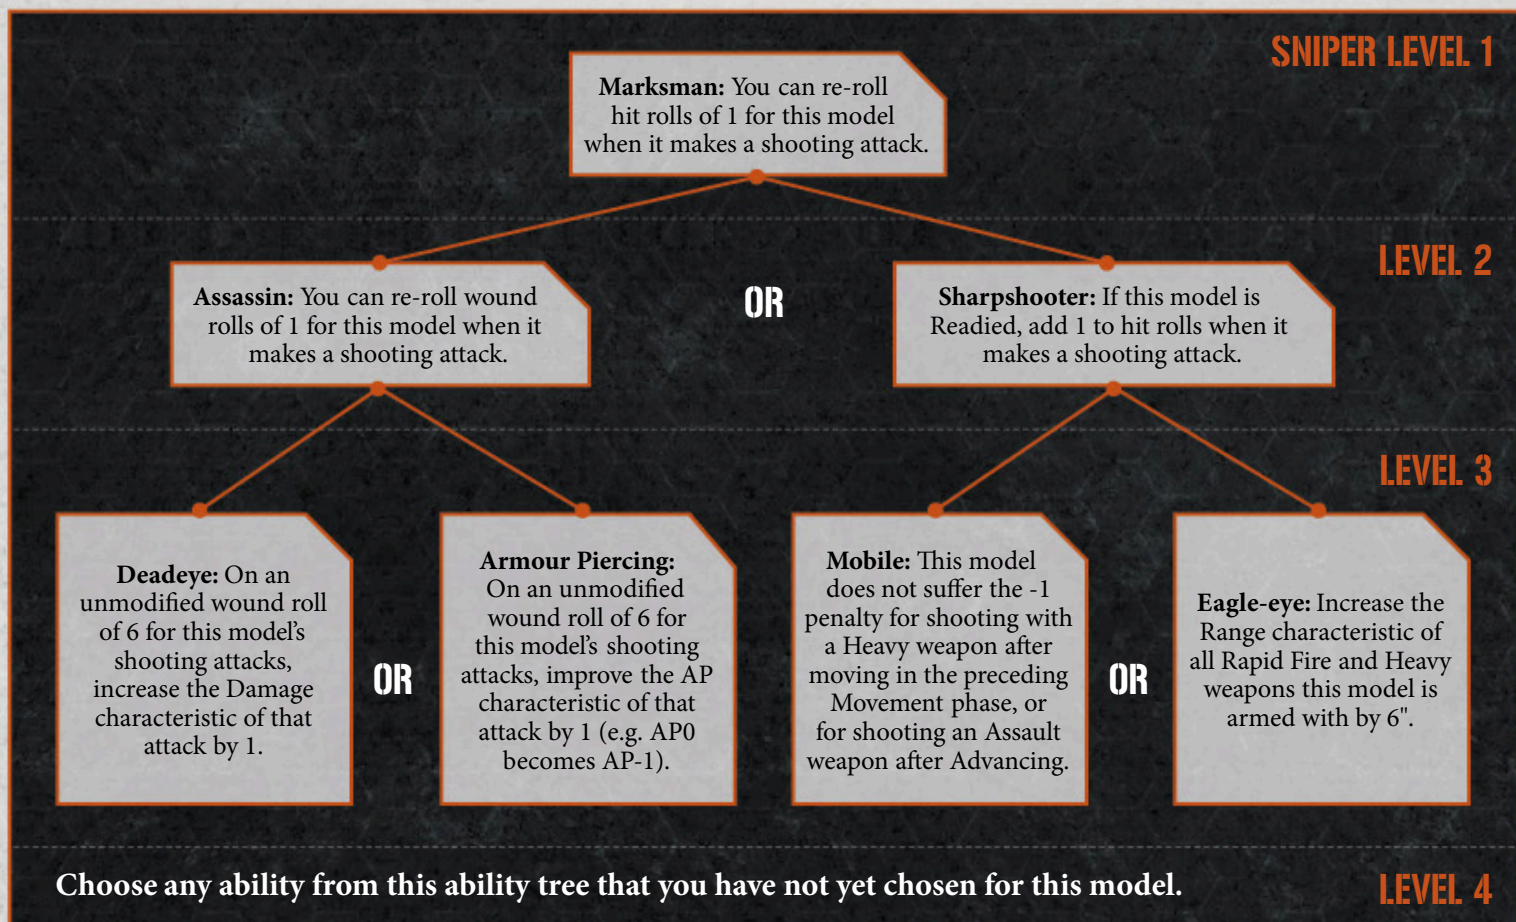 SNIPER LEVEL 1
Marksman: You can re-roll
hit rolls of 1 for this model
when it makes a shooting attack.
LEVEL 2
Assassin: You can re-roll wound
rolls of 1 for this model when it
makes a shooting attack.
OR
Sharpshooter: If this model is
Readied, add 1 to hit rolls when it
makes a shooting attack.
LEVEL 3
Deadeye: On an
unmodified wound roll
of 6 for this model's
shooting attacks,
increase the Damage
characteristic of that
attack by 1.
OR
Armour Piercing:
On an unmodified
wound roll of 6 for
this model's shooting
attacks, improve the AP
characteristic of that
attack by 1 (e.g. AP0
becomes AP-1).
Mobile: This model
does not suffer the -1
penalty for shooting with
a Heavy weapon after
moving in the preceding
Movement phase, or
for shooting an Assault
weapon after Advancing.
OR
Eagle-eye: Increase the
Range characteristic of
all Rapid Fire and Heavy
weapons this model is
armed with by 6".
Choose any ability from this ability tree that you have not yet chosen for this model.
LEVEL 4